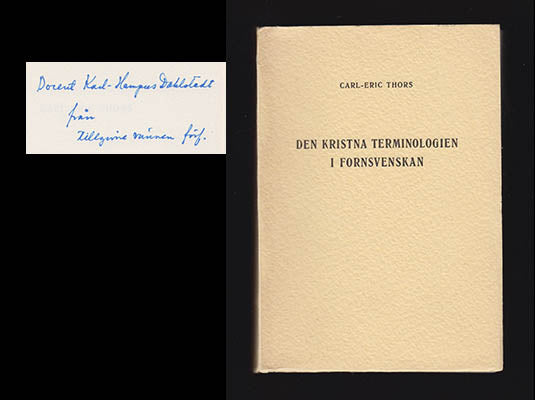 Docent Karl-Hampus Dahlstedt
från
tillgivne vännen förf.
CARL-ERIC THORS
DEN KRISTNA TERMINOLOGIEN
I FORNSVENSKAN